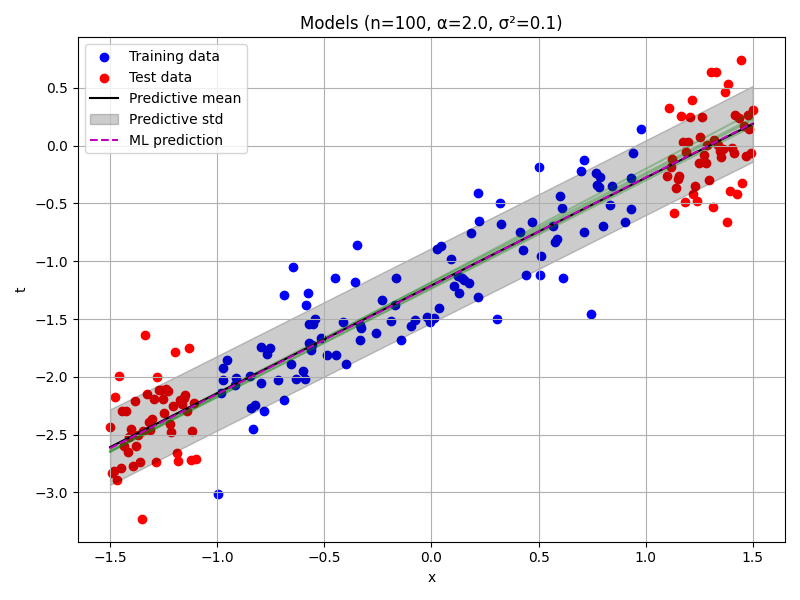 Models (n=100, α=2.0, σ²=0.1)
Training data
Test data
Predictive mean
Predictive std
ML prediction
0.5
0.0
−0.5
−1.0
−1.5
−2.0
−2.5
−3.0
t
−1.5 −1.0 −0.5 0.0 0.5 1.0 1.5
x